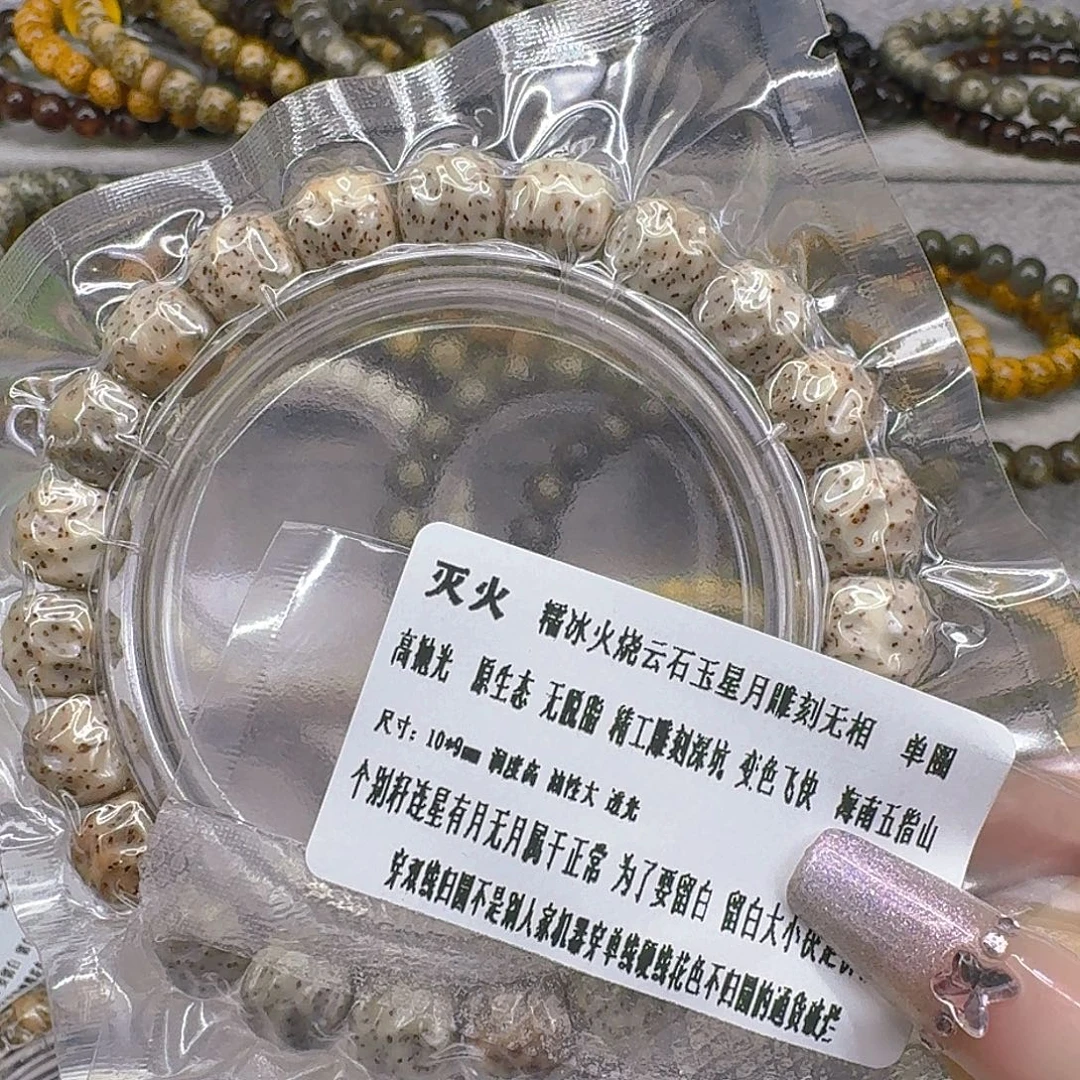 灭火 糯冰火烧云石玉星月雕刻无相 单圈
高抛光 原生态 无脱脂 精工雕刻深坑 变色飞快 海南五指山
尺寸：10*9mm 润度高 油性大 透光
个别籽连星有月无月属于正常 为了要留白 留白大小
穿双线归圆不是别人家机器穿单线硬线花色不归圆的通货破烂